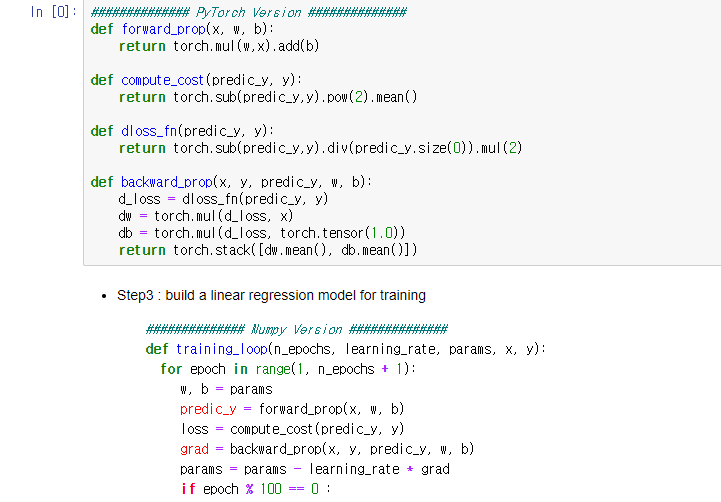 In [0]: ############## PyTorch Version ##############
def forward_prop(x, w, b):
    return torch.mul(w,x).add(b)
def compute_cost(predic_y, y):
    return torch.sub(predic_y,y).pow(2).mean()
def dloss_fn(predic_y, y):
    return torch.sub(predic_y,y).div(predic_y.size(0)).mul(2)
def backward_prop(x, y, predic_y, w, b):
    d_loss = dloss_fn(predic_y, y)
    dw = torch.mul(d_loss, x)
    db = torch.mul(d_loss, torch.tensor(1.0))
    return torch.stack([dw.mean(), db.mean()])
• Step3 : build a linear regression model for training
############## Numpy Version ##############
def training_loop(n_epochs, learning_rate, params, x, y):
  for epoch in range(1, n_epochs + 1):
    w, b = params
    predic_y = forward_prop(x, w, b)
    loss = compute_cost(predic_y, y)
    grad = backward_prop(x, y, predic_y, w, b)
    params = params - learning_rate * grad
    if epoch % 100 == 0 :